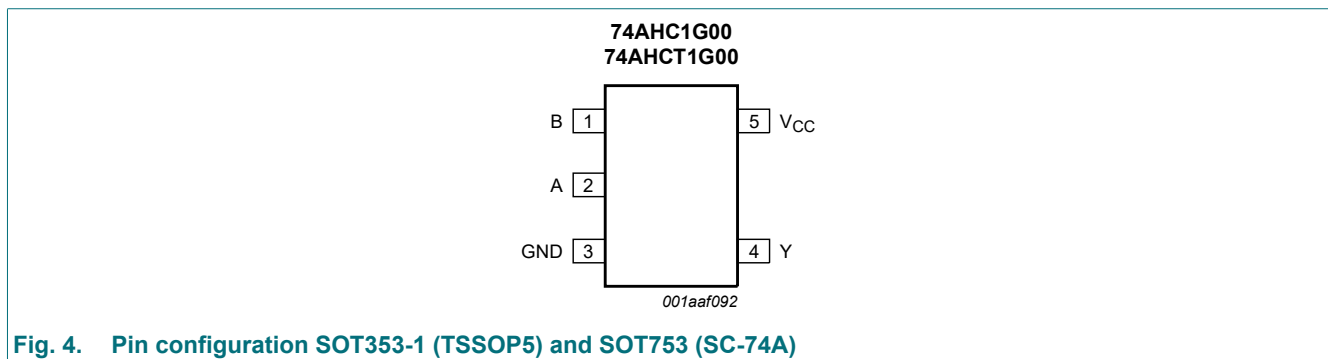 74AHC1G00
74AHCT1G00
B 1
5 VCC
A 2
GND 3
4 Y
001aaf092
Fig. 4. Pin configuration SOT353-1 (TSSOP5) and SOT753 (SC-74A)